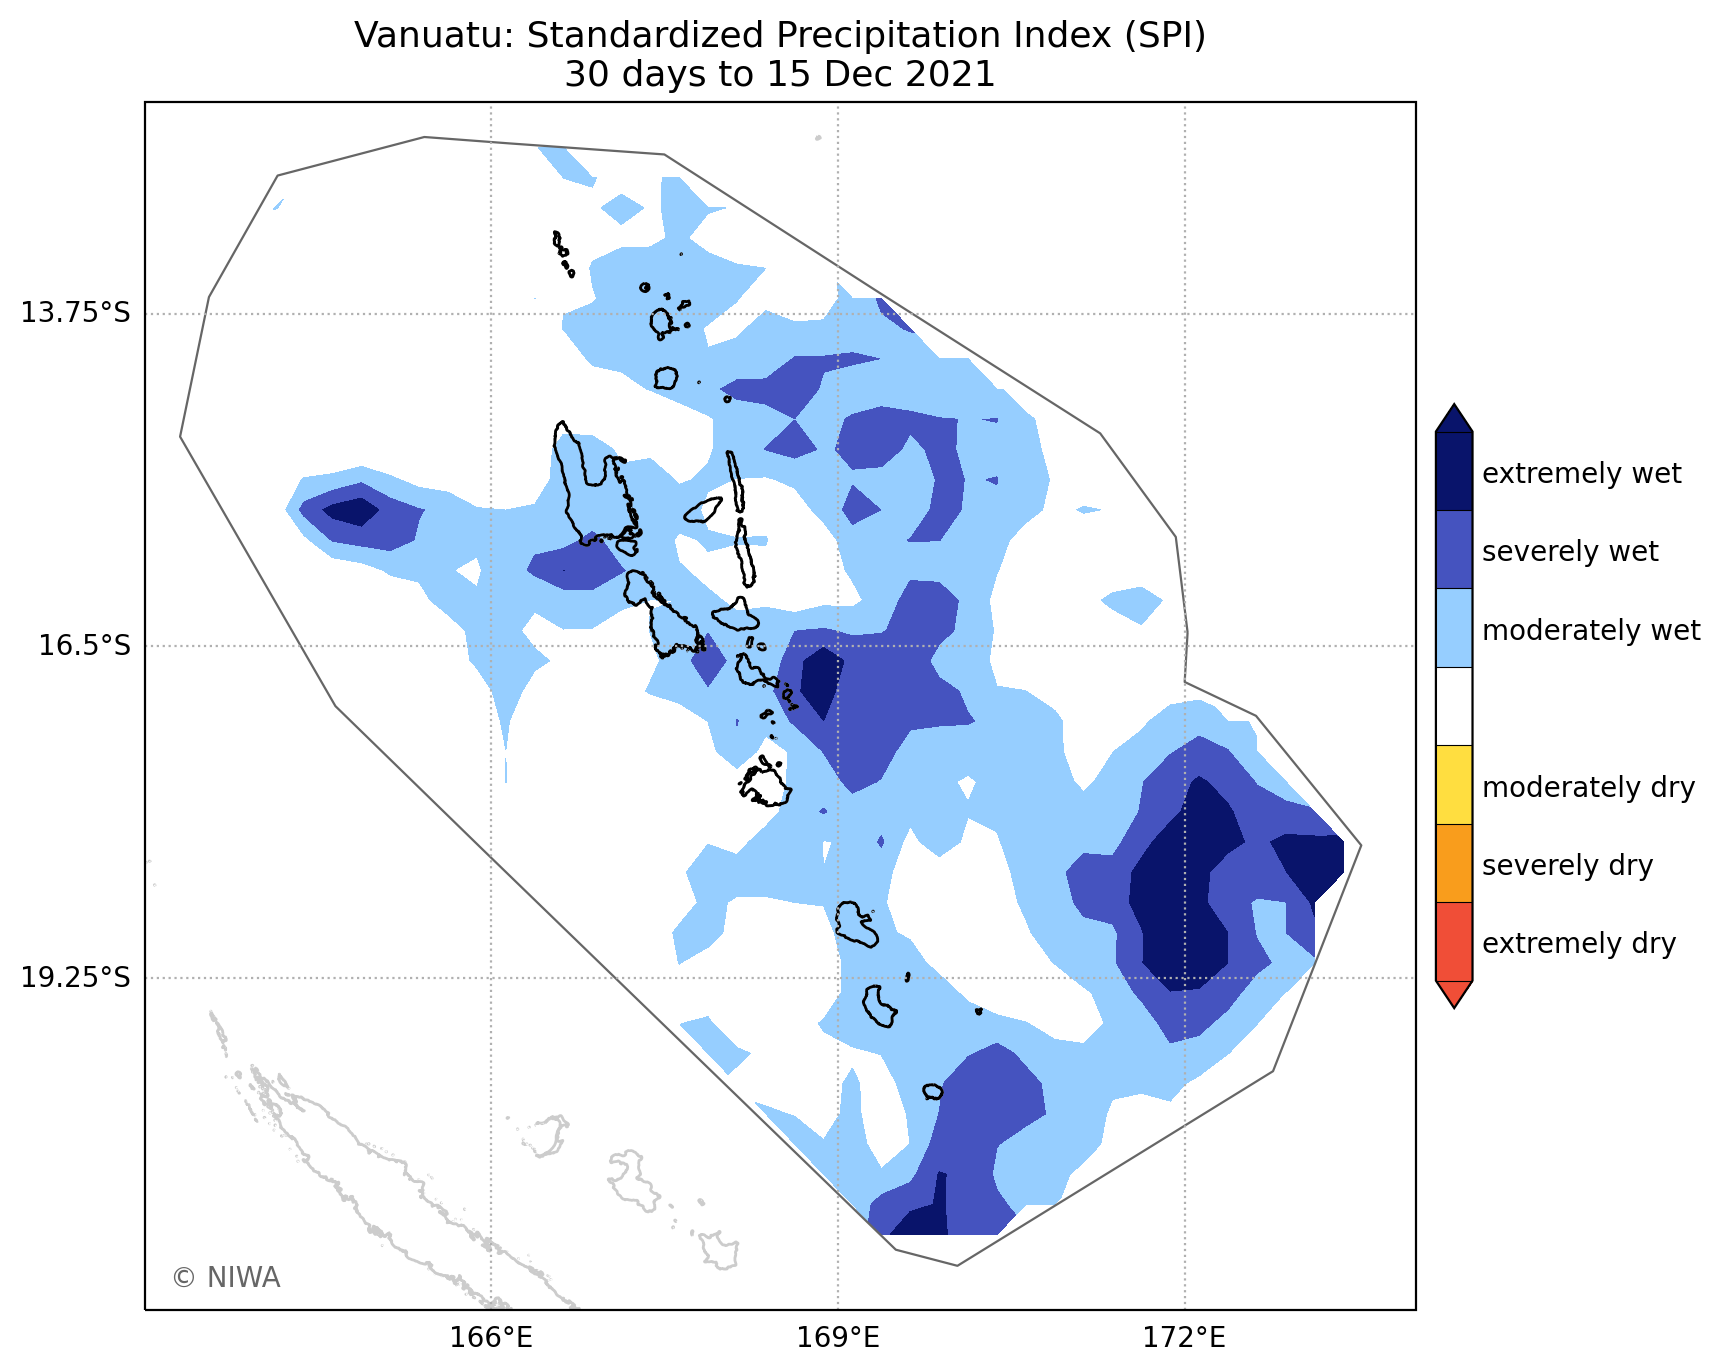 Vanuatu: Standardized Precipitation Index (SPI)
30 days to 15 Dec 2021
13.75°S
16.5°S
19.25°S
166°E
169°E
172°E
extremely wet
severely wet
moderately wet
moderately dry
severely dry
extremely dry
© NIWA